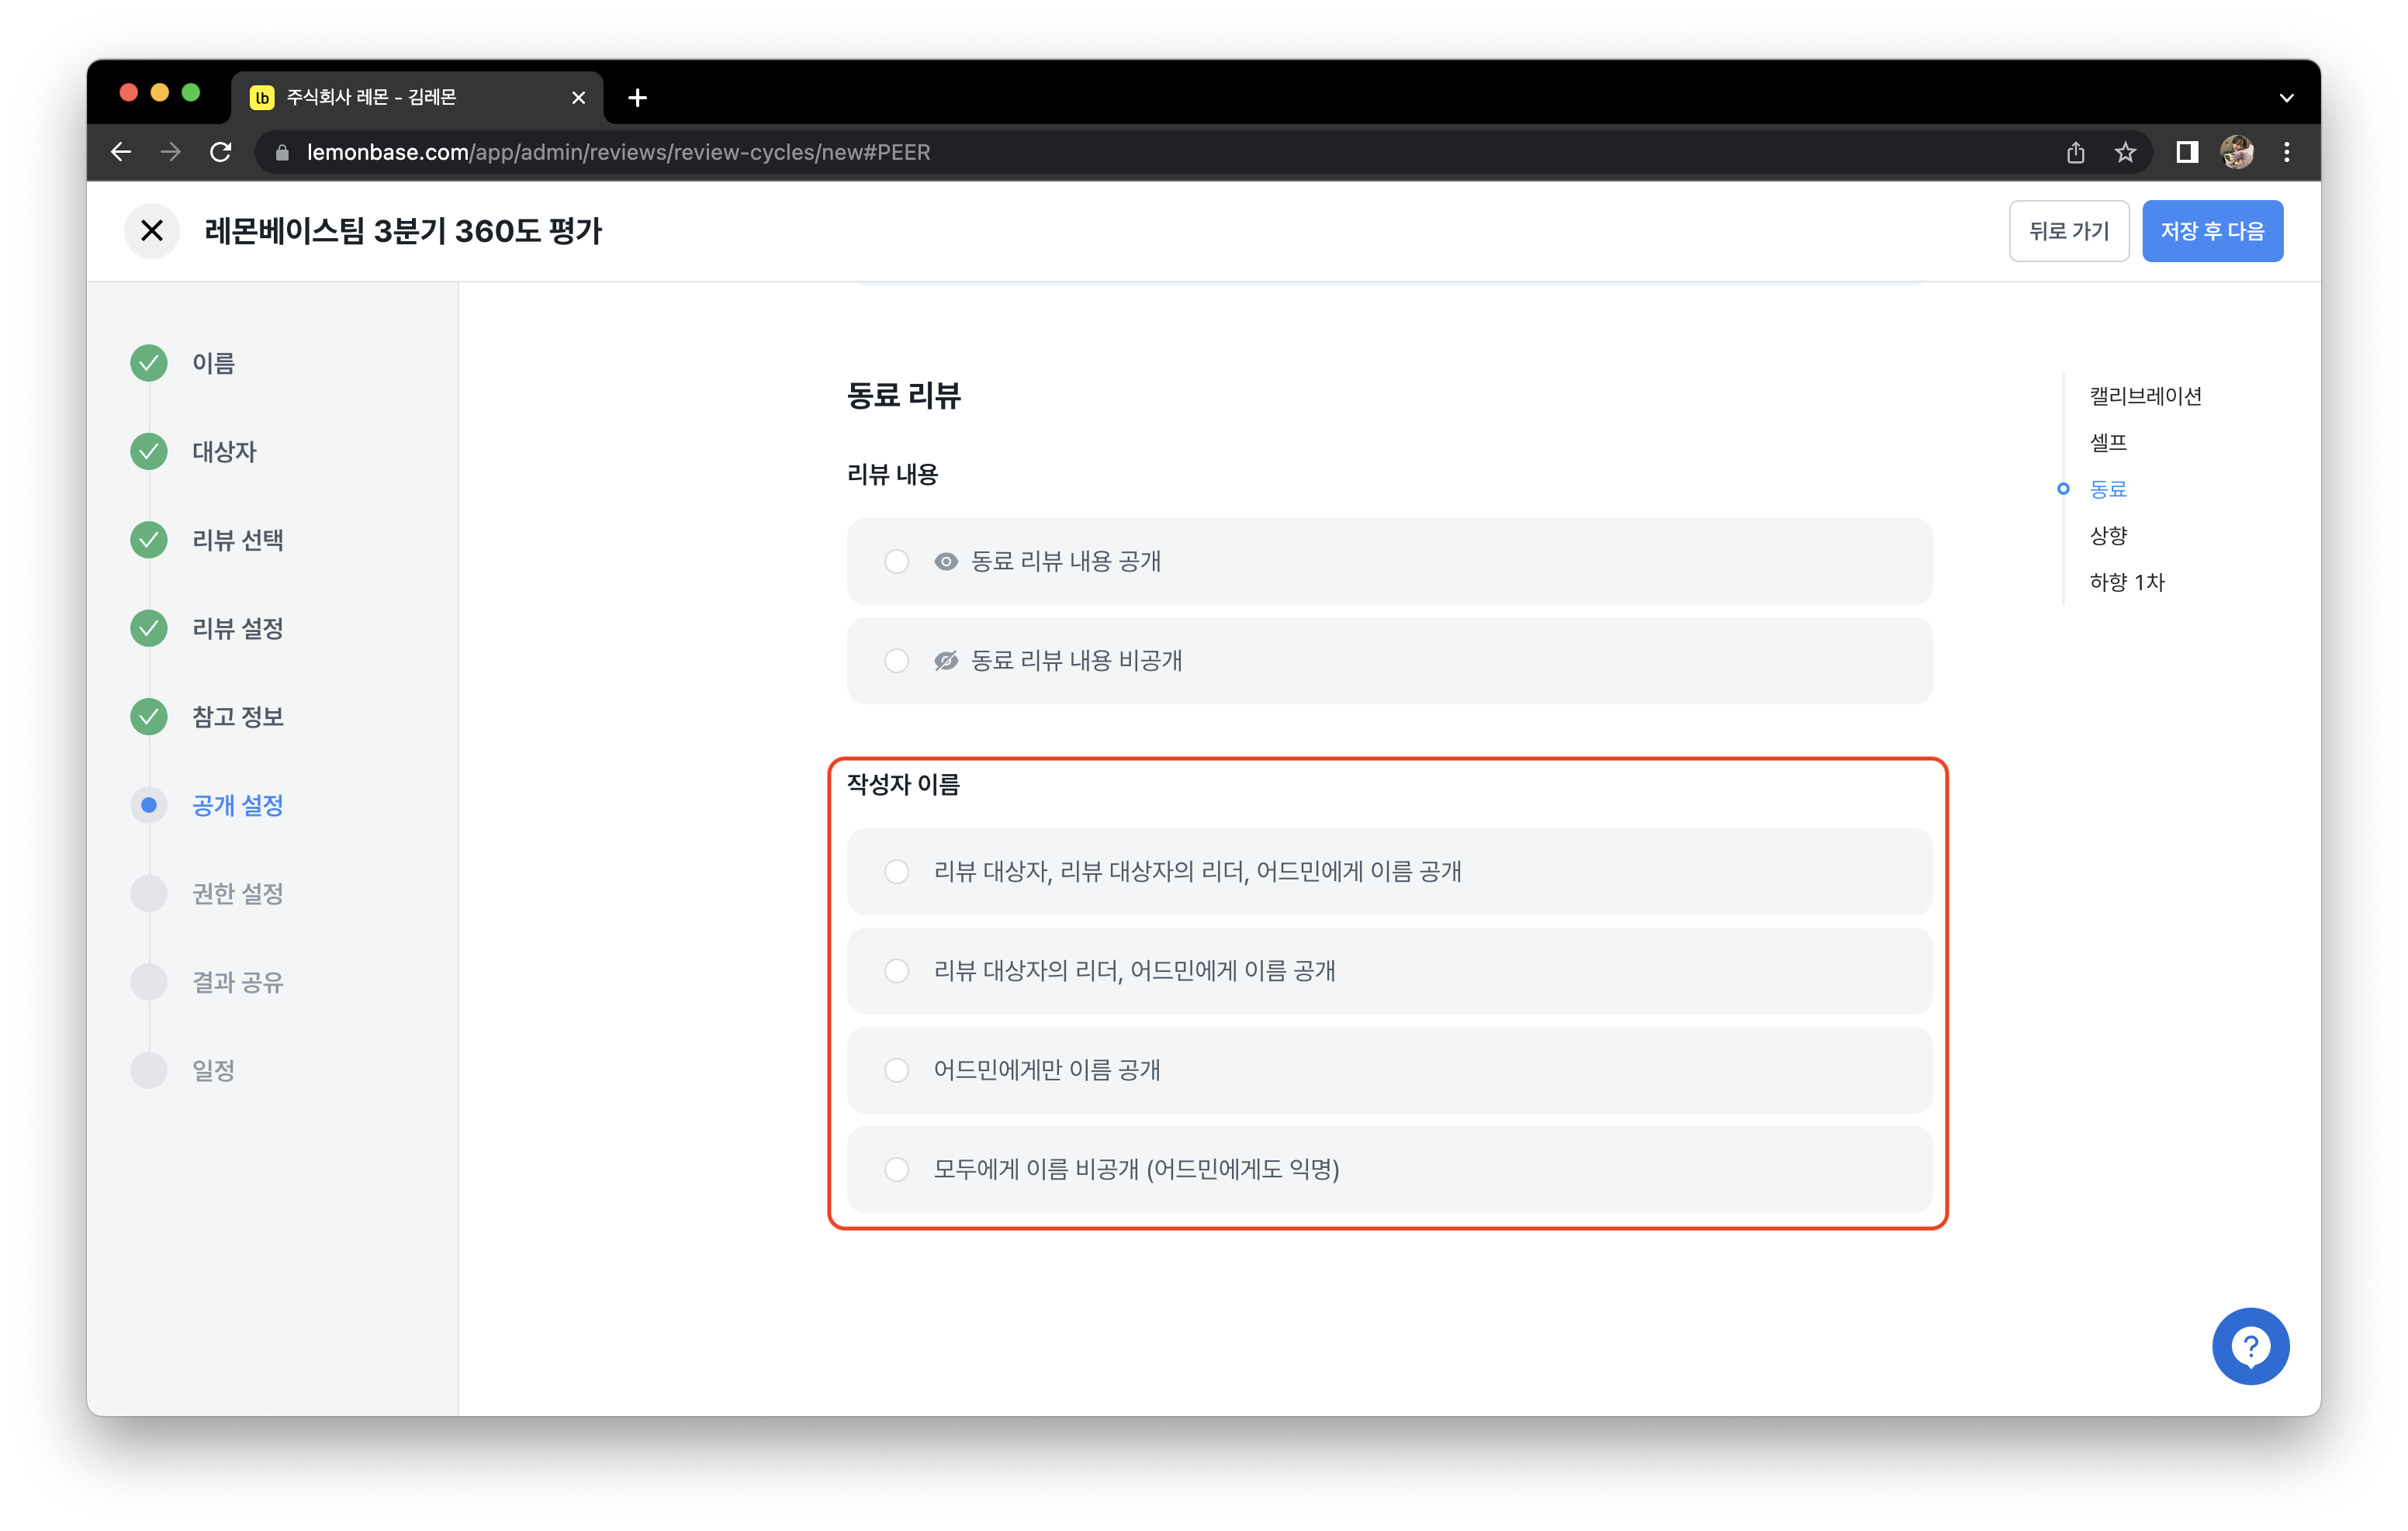 lb 주식회사 레몬 - 김레몬
lemonbase.com/app/admin/reviews/review-cycles/new#PEER
레몬베이스팀 3분기 360도 평가
뒤로 가기
저장 후 다음
이름
대상자
리뷰 선택
리뷰 설정
참고 정보
공개 설정
권한 설정
결과 공유
일정
동료 리뷰
리뷰 내용
동료 리뷰 내용 공개
동료 리뷰 내용 비공개
작성자 이름
리뷰 대상자, 리뷰 대상자의 리더, 어드민에게 이름 공개
리뷰 대상자의 리더, 어드민에게 이름 공개
어드민에게만 이름 공개
모두에게 이름 비공개 (어드민에게도 익명)
캘리브레이션
셀프
동료
상향
하향 1차
?